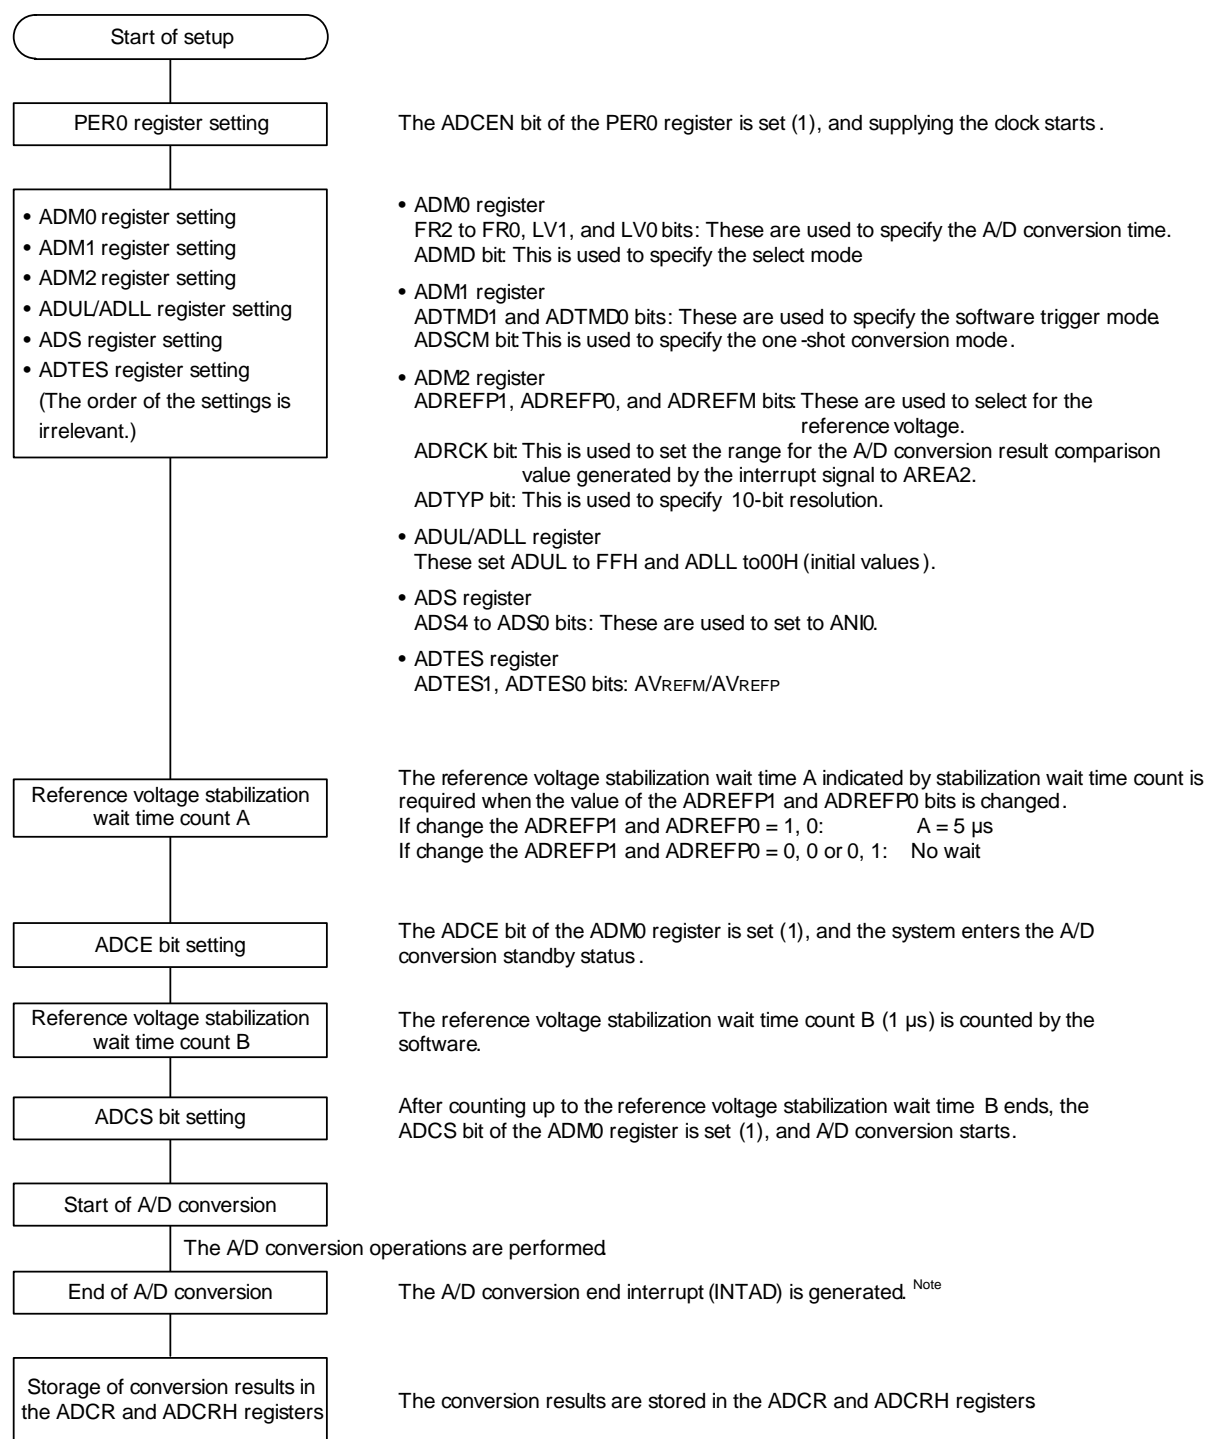 Start of setup
PER0 register setting
The ADCEN bit of the PER0 register is set (1), and supplying the clock starts.
• ADM0 register setting
• ADM1 register setting
• ADM2 register setting
• ADUL/ADLL register setting
• ADS register setting
• ADTES register setting
(The order of the settings is
irrelevant.)
• ADM0 register
FR2 to FR0, LV1, and LV0 bits: These are used to specify the A/D conversion time.
ADMD bit: This is used to specify the select mode
• ADM1 register
ADTMD1 and ADTMD0 bits: These are used to specify the software trigger mode.
ADSCM bit: This is used to specify the one-shot conversion mode.
• ADM2 register
ADREFP1, ADREFP0, and ADREFM bits: These are used to select for the
reference voltage.
ADRCK bit: This is used to set the range for the A/D conversion result comparison
value generated by the interrupt signal to AREA2.
ADTYP bit: This is used to specify 10-bit resolution.
• ADUL/ADLL register
These set ADUL to FFH and ADLL to00H (initial values).
• ADS register
ADS4 to ADS0 bits: These are used to set to ANI0.
• ADTES register
ADTES1, ADTES0 bits: AVREFM/AVREFP
Reference voltage stabilization
wait time count A
The reference voltage stabilization wait time A indicated by stabilization wait time count is
required when the value of the ADREFP1 and ADREFP0 bits is changed.
If change the ADREFP1 and ADREFP0 = 1, 0: A = 5 µs
If change the ADREFP1 and ADREFP0 = 0, 0 or 0, 1: No wait
ADCE bit setting
The ADCE bit of the ADM0 register is set (1), and the system enters the A/D
conversion standby status.
Reference voltage stabilization
wait time count B
The reference voltage stabilization wait time count B (1 µs) is counted by the
software.
ADCS bit setting
After counting up to the reference voltage stabilization wait time B ends, the
ADCS bit of the ADM0 register is set (1), and A/D conversion starts.
Start of A/D conversion
The A/D conversion operations are performed.
End of A/D conversion
The A/D conversion end interrupt (INTAD) is generated. Note
Storage of conversion results in
the ADCR and ADCRH registers
The conversion results are stored in the ADCR and ADCRH registers